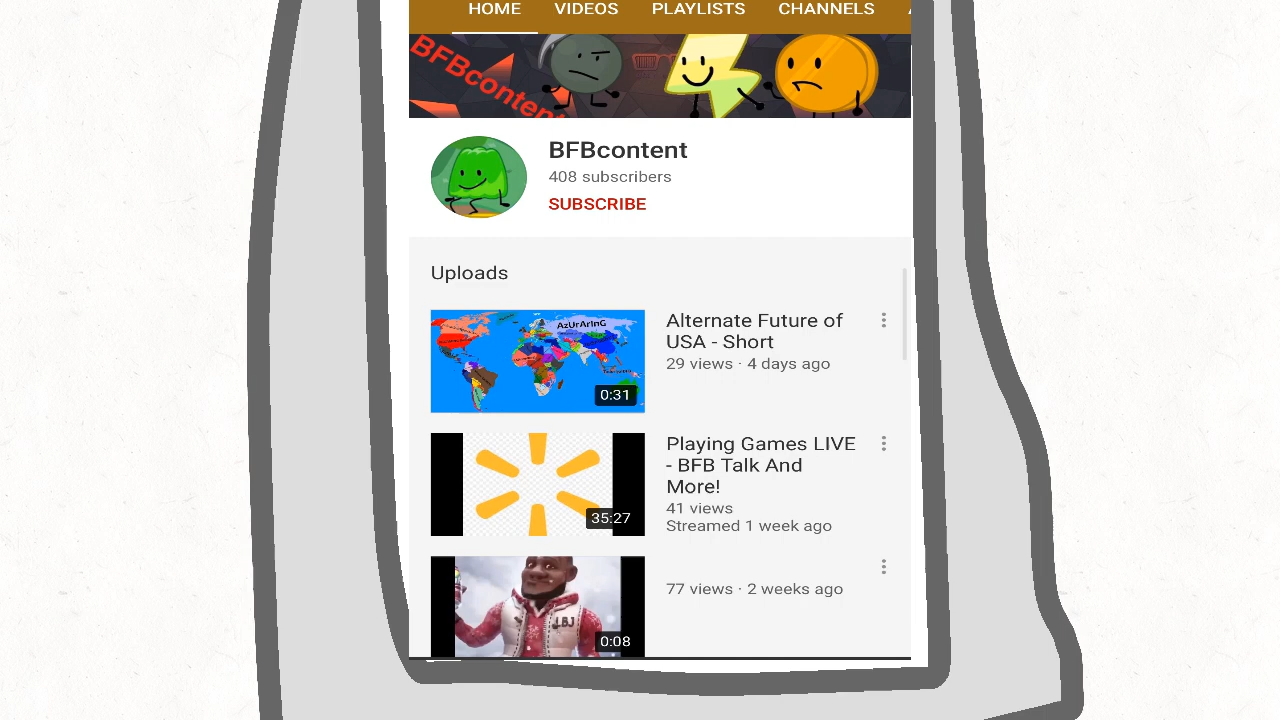 HOME VIDEOS PLAYLISTS CHANNELS
BFBcontent
BFBcontent
408 subscribers
SUBSCRIBE
Uploads
AzUrArInG
0:31
Alternate Future of
USA - Short
29 views · 4 days ago
35:27
Playing Games LIVE
- BFB Talk And
More!
41 views
Streamed 1 week ago
LBJ
0:08
77 views · 2 weeks ago